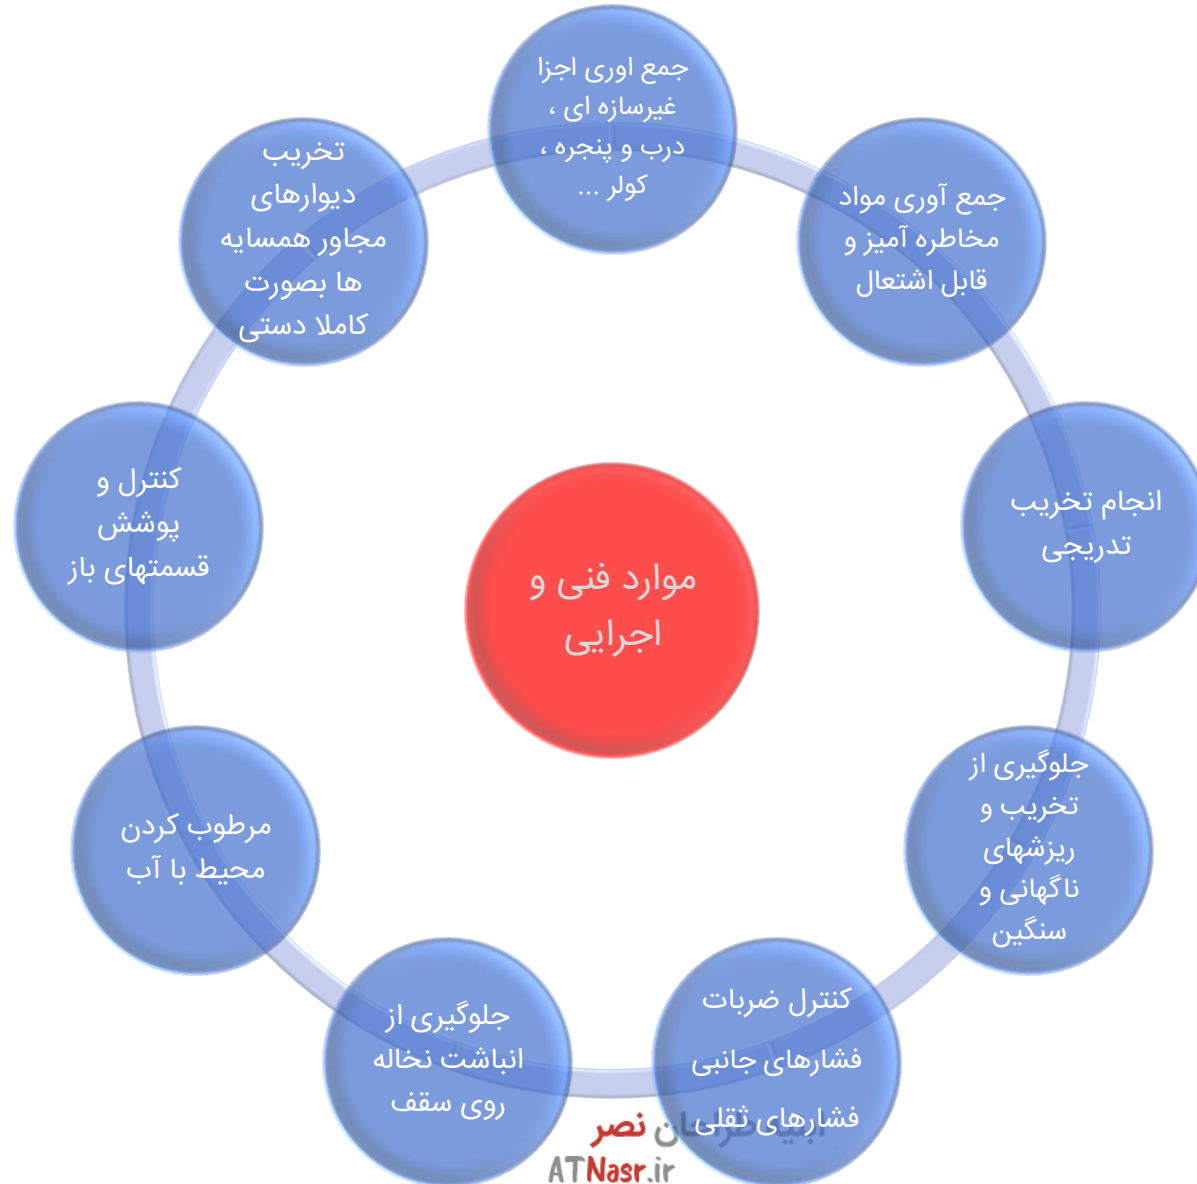 جمع اوری اجزا
غیرسازه ای ،
درب و پنجره ،
کولر ...
جمع آوری مواد
مخاطره آمیز و
قابل اشتعال
انجام تخریب
تدریجی
جلوگیری از
تخریب و
ریزشهای
ناگهانی و
سنگین
کنترل ضربات
فشارهای جانبی
فشارهای ثقلی
جلوگیری از
انباشت نخاله
روی سقف
مرطوب کردن
محیط با آب
کنترل و
پوشش
قسمتهای باز
تخریب
دیوارهای
مجاور همسایه
ها بصورت
کاملا دستی
موارد فنی و
اجرایی
ابنیه طراحان نصر
ATNasr.ir